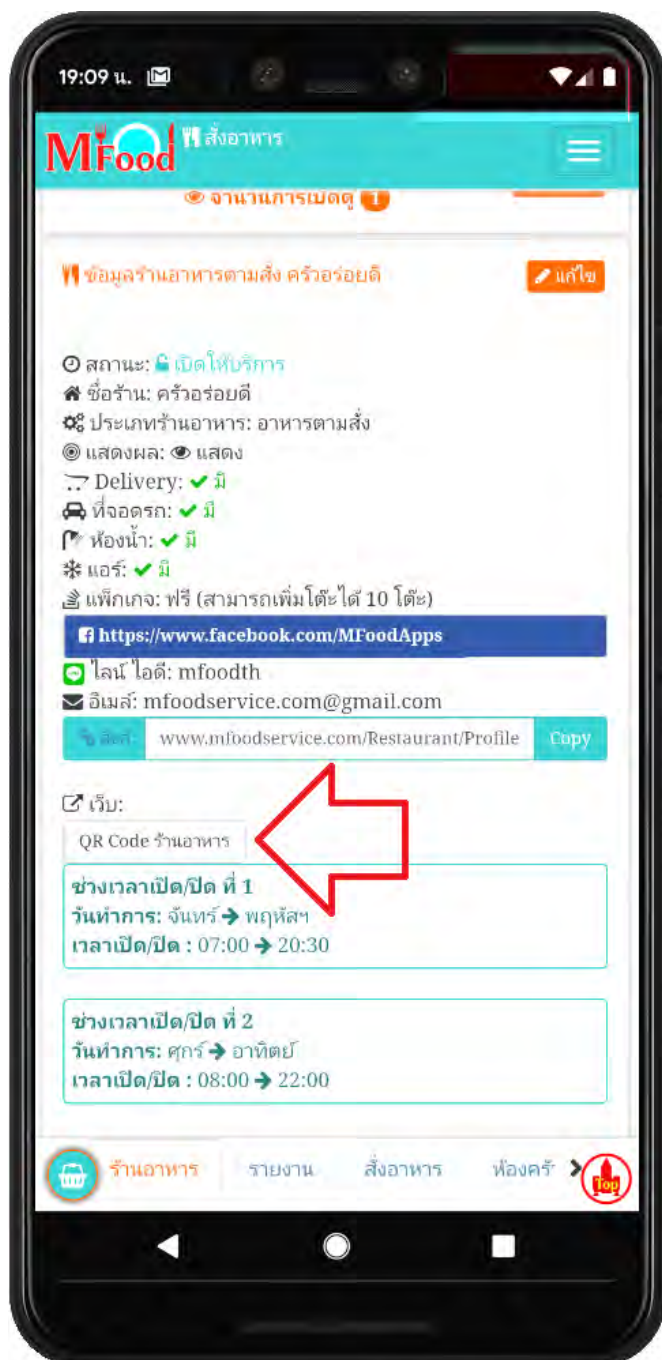 19:09 น.
MFood สั่งอาหาร
จำนวนการเปิดดู 1
ข้อมูลร้านอาหารตามสั่ง ครัวอร่อยดี
แก้ไข
สถานะ: เปิดให้บริการ
ชื่อร้าน: ครัวอร่อยดี
ประเภทร้านอาหาร: อาหารตามสั่ง
แสดงผล: แสดง
Delivery: มี
ที่จอดรถ: มี
ห้องน้ำ: มี
แอร์: มี
แพ็กเกจ: ฟรี (สามารถเพิ่มโต๊ะได้ 10 โต๊ะ)
https://www.facebook.com/MFoodApps
ไลน์ ไอดี: mfoodth
อีเมล์: mfoodservice.com@gmail.com
ลิงค์: www.mfoodservice.com/Restaurant/Profile Copy
เว็บ:
QR Code ร้านอาหาร
ช่วงเวลาเปิด/ปิด ที่ 1
วันทำการ: จันทร์ → พฤหัสฯ
เวลาเปิด/ปิด : 07:00 → 20:30
ช่วงเวลาเปิด/ปิด ที่ 2
วันทำการ: ศุกร์ → อาทิตย์
เวลาเปิด/ปิด : 08:00 → 22:00
ร้านอาหาร รายงาน สั่งอาหาร ห้องครั Top